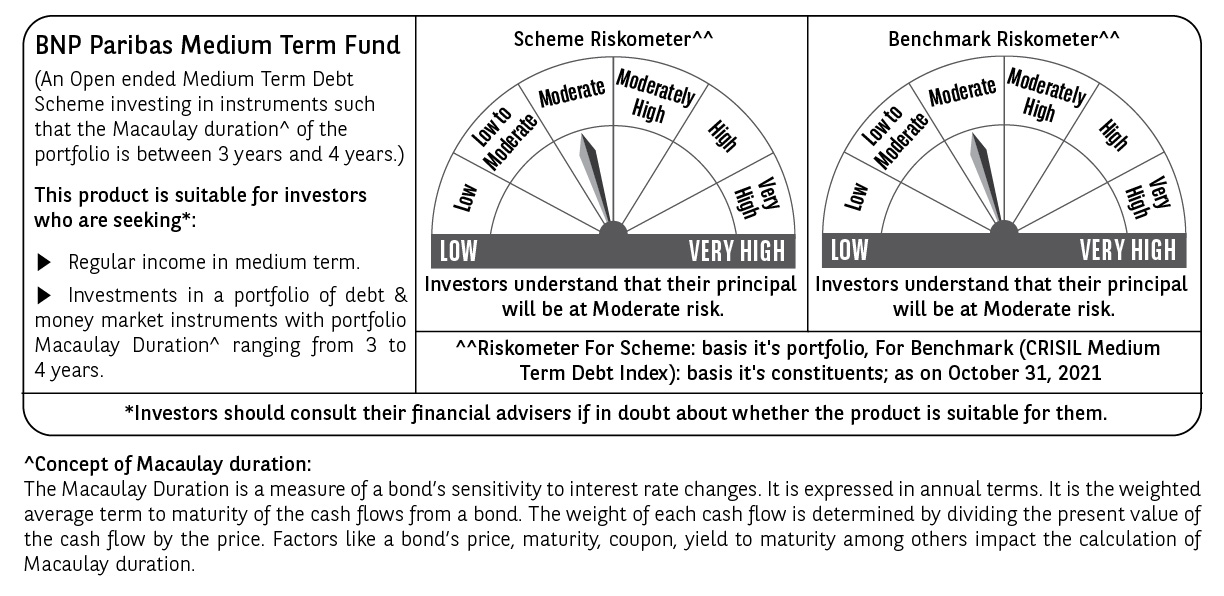 BNP Paribas Medium Term Fund
(An Open ended Medium Term Debt
Scheme investing in instruments such
that the Macaulay duration^ of the
portfolio is between 3 years and 4 years.)
This product is suitable for investors
who are seeking*:
▶ Regular income in medium term.
▶ Investments in a portfolio of debt &
money market instruments with portfolio
Macaulay Duration^ ranging from 3 to
4 years.
Scheme Riskometer^^
Low
Low to
Moderate
Moderate
Moderately
High
High
Very
High
LOW
VERY HIGH
Investors understand that their principal
will be at Moderate risk.
Benchmark Riskometer^^
Low
Low to
Moderate
Moderate
Moderately
High
High
Very
High
LOW
VERY HIGH
Investors understand that their principal
will be at Moderate risk.
^^Riskometer For Scheme: basis it's portfolio, For Benchmark (CRISIL Medium
Term Debt Index): basis it's constituents; as on October 31, 2021
*Investors should consult their financial advisers if in doubt about whether the product is suitable for them.
^Concept of Macaulay duration:
The Macaulay Duration is a measure of a bond’s sensitivity to interest rate changes. It is expressed in annual terms. It is the weighted
average term to maturity of the cash flows from a bond. The weight of each cash flow is determined by dividing the present value of
the cash flow by the price. Factors like a bond’s price, maturity, coupon, yield to maturity among others impact the calculation of
Macaulay duration.